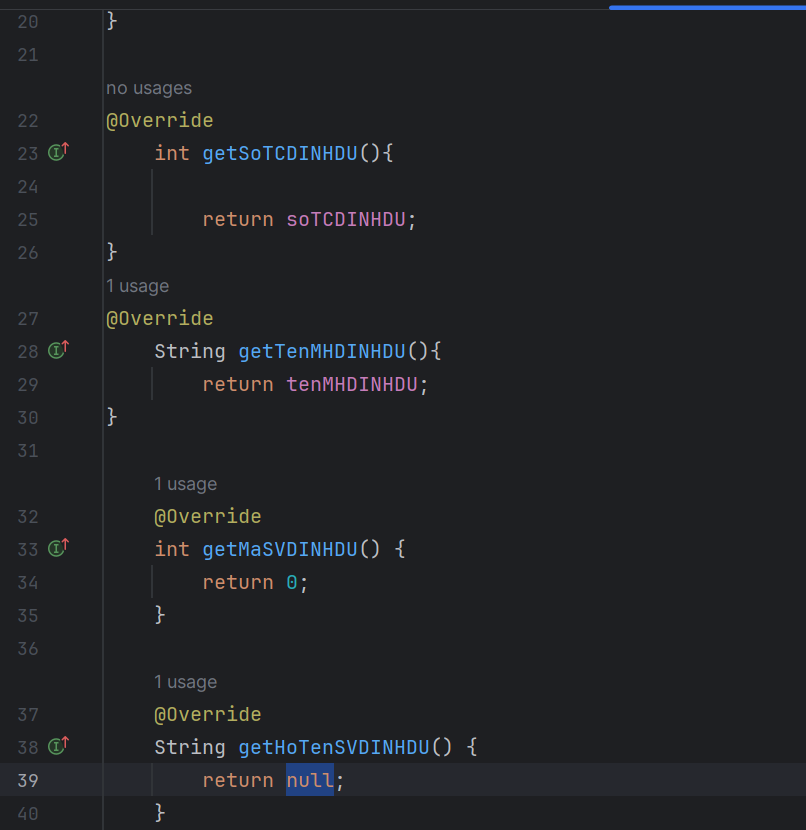 20 }
21
no usages
22 @Override
23 int getSoTCDINHDU(){
24
25 return soTCDINHDU;
26 }
1 usage
27 @Override
28 String getTenMHDINHDU(){
29 return tenMHDINHDU;
30 }
31
1 usage
32 @Override
33 int getMaSVDINHDU() {
34 return 0;
35 }
36
1 usage
37 @Override
38 String getHoTenSVDINHDU() {
39 return null;
40 }